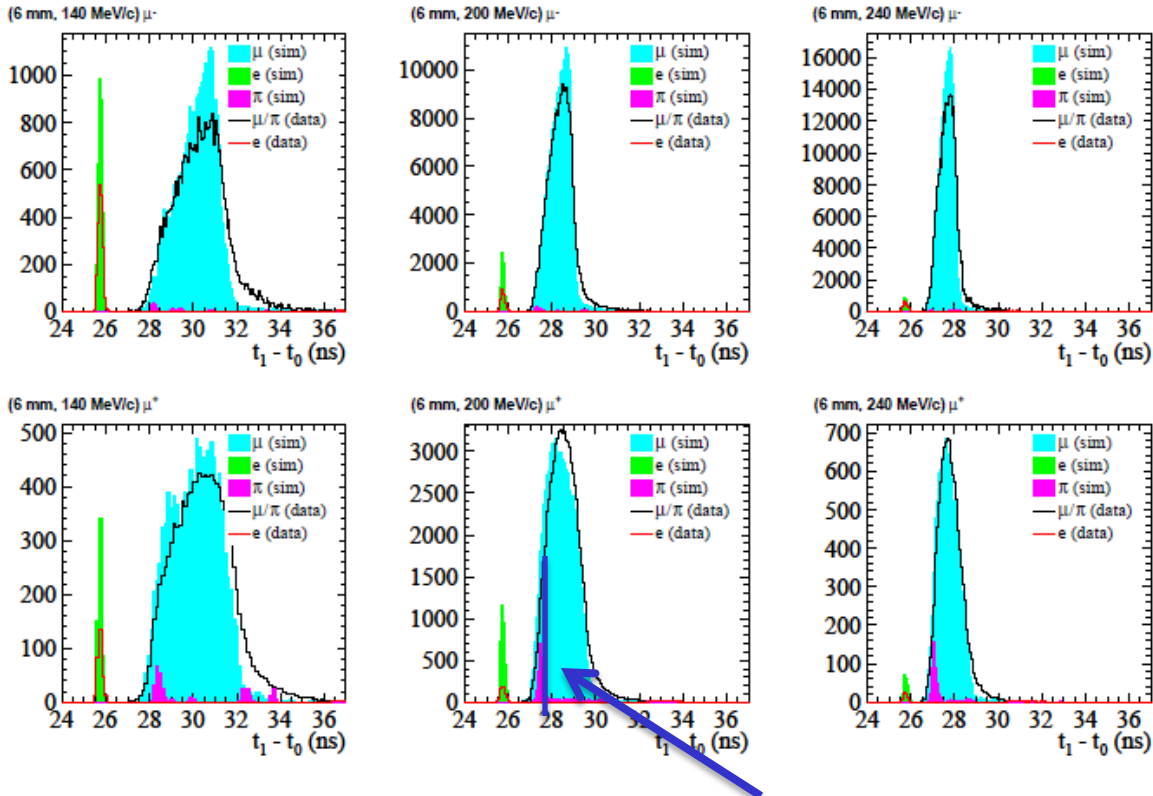 (6 mm, 140 MeV/c) μ-
1000
800
600
400
200
0
24 26 28 30 32 34 36
t1 - t0 (ns)
μ (sim)
e (sim)
π (sim)
μ/π (data)
e (data)
(6 mm, 200 MeV/c) μ-
10000
8000
6000
4000
2000
0
24 26 28 30 32 34 36
t1 - t0 (ns)
μ (sim)
e (sim)
π (sim)
μ/π (data)
e (data)
(6 mm, 240 MeV/c) μ-
16000
14000
12000
10000
8000
6000
4000
2000
0
24 26 28 30 32 34 36
t1 - t0 (ns)
μ (sim)
e (sim)
π (sim)
μ/π (data)
e (data)
(6 mm, 140 MeV/c) μ+
500
400
300
200
100
0
24 26 28 30 32 34 36
t1 - t0 (ns)
μ (sim)
e (sim)
π (sim)
μ/π (data)
e (data)
(6 mm, 200 MeV/c) μ+
3000
2500
2000
1500
1000
500
0
24 26 28 30 32 34 36
t1 - t0 (ns)
μ (sim)
e (sim)
π (sim)
μ/π (data)
e (data)
(6 mm, 240 MeV/c) μ+
700
600
500
400
300
200
100
0
24 26 28 30 32 34 36
t1 - t0 (ns)
μ (sim)
e (sim)
π (sim)
μ/π (data)
e (data)